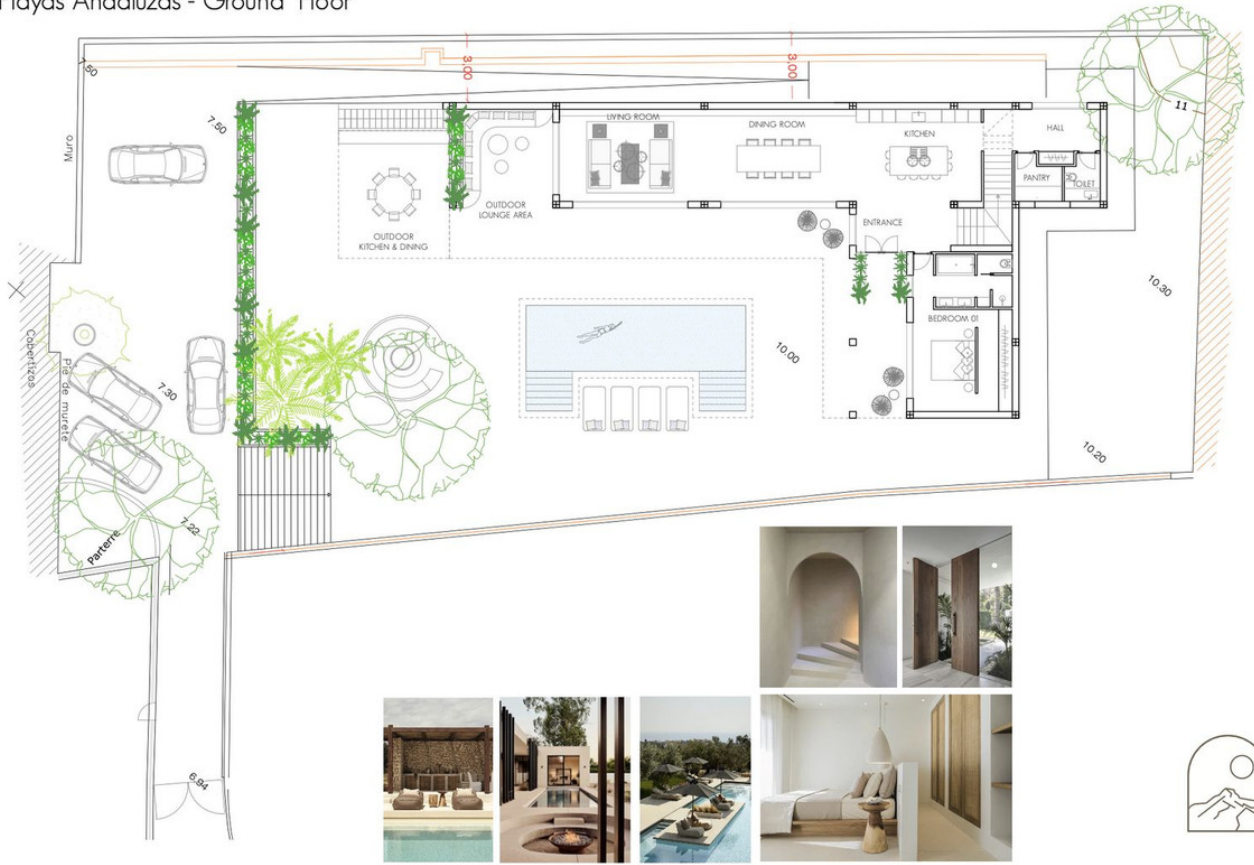 Playas Andaluzas - Ground Floor
7.50
3.00
3.00
11
7.50
Muro
LIVING ROOM
DINING ROOM
KITCHEN
HALL
PANTRY
TOILET
OUTDOOR
LOUNGE AREA
ENTRANCE
OUTDOOR
KITCHEN & DINING
10.30
BEDROOM 01
10.00
Cobertizos
Pie de murete
7.30
10.20
7.22
Parterre
6.94